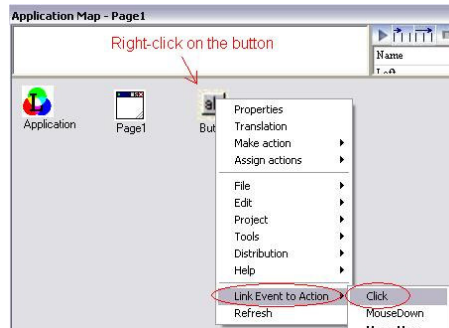 Application Map - Page1
Right-click on the button
Name
Application
Page1
Properties
Translation
Make action
Assign actions
File
Edit
Project
Tools
Distribution
Help
Link Event to Action
Click
Refresh
MouseDown